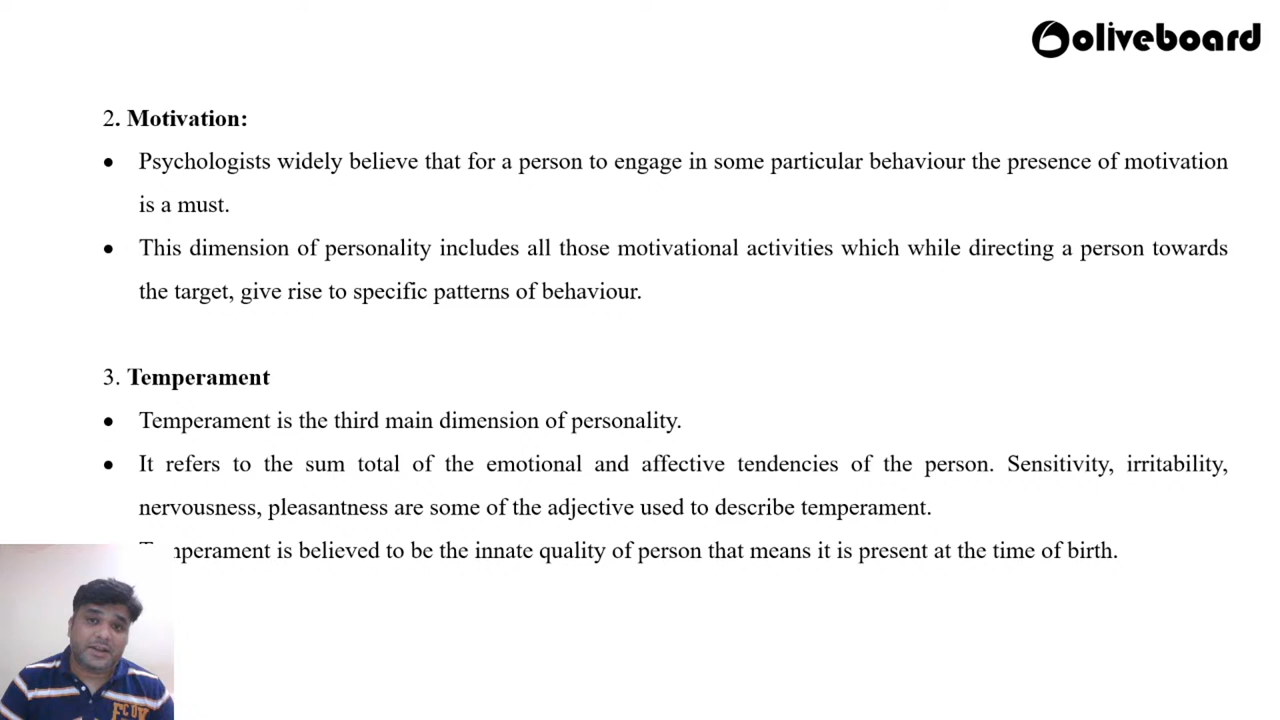 oliveboard
2. Motivation:
• Psychologists widely believe that for a person to engage in some particular behaviour the presence of motivation
is a must.
• This dimension of personality includes all those motivational activities which while directing a person towards
the target, give rise to specific patterns of behaviour.
3. Temperament
• Temperament is the third main dimension of personality.
• It refers to the sum total of the emotional and affective tendencies of the person. Sensitivity, irritability,
nervousness, pleasantness are some of the adjective used to describe temperament.
Temperament is believed to be the innate quality of person that means it is present at the time of birth.